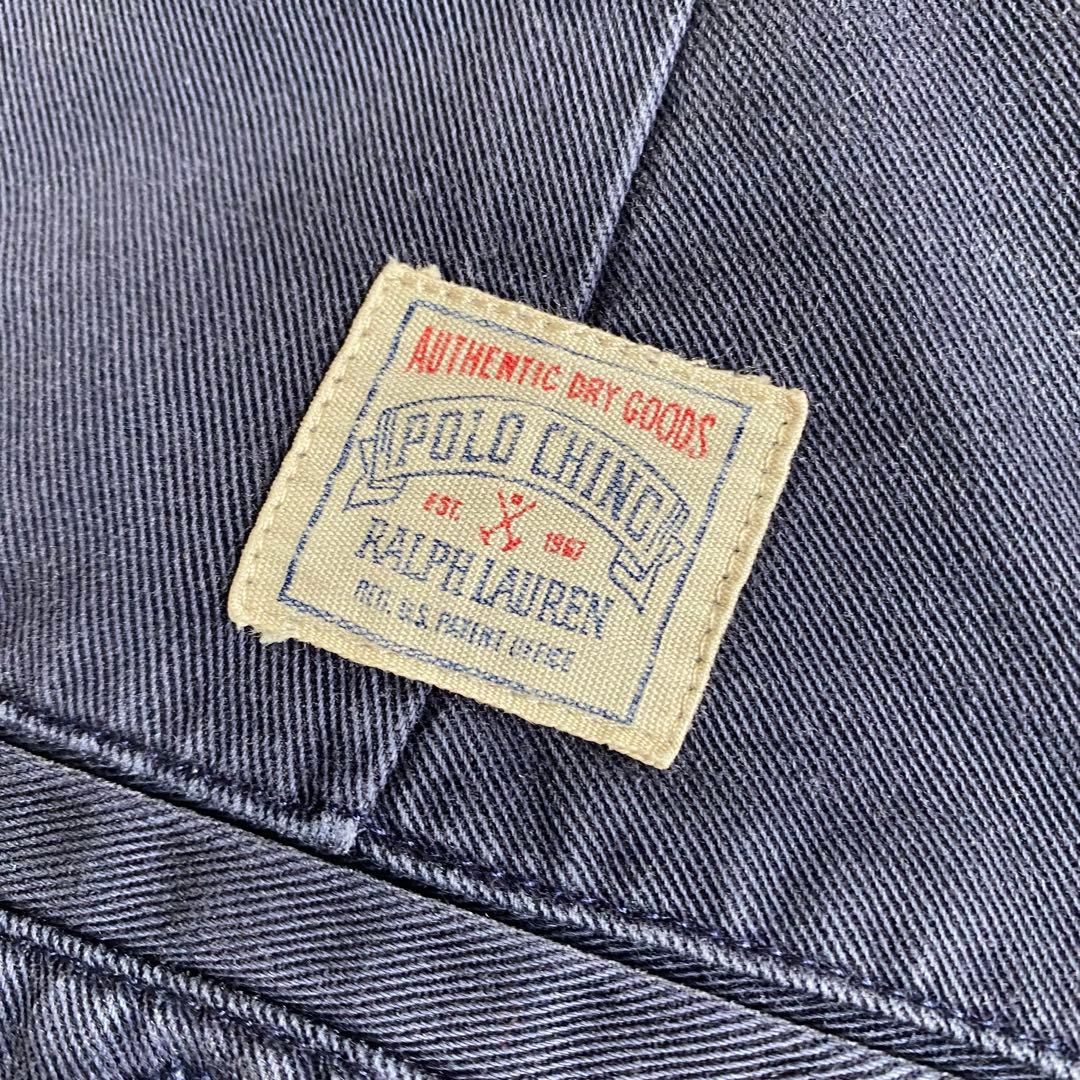 AUTHENTIC DRY GOODS
POLO CHINO
EST. 1967
RALPH LAUREN
REG. U.S. PATENT OFFICE